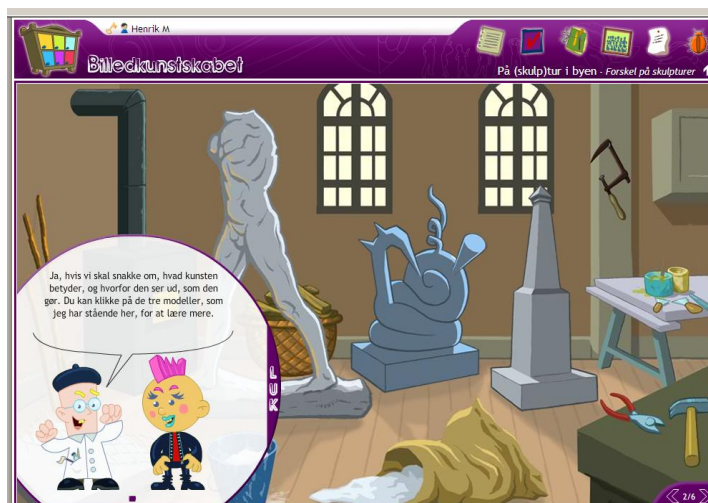 Henrik M
Billedkunstskabet
På (skulp)tur i byen - Forskel på skulpturer
Ja, hvis vi skal snakke om, hvad kunsten
betyder, og hvorfor den ser ud, som den
gør. Du kan klikke på de tre modeller, som
jeg har stående her, for at lære mere.
LUK
2/6